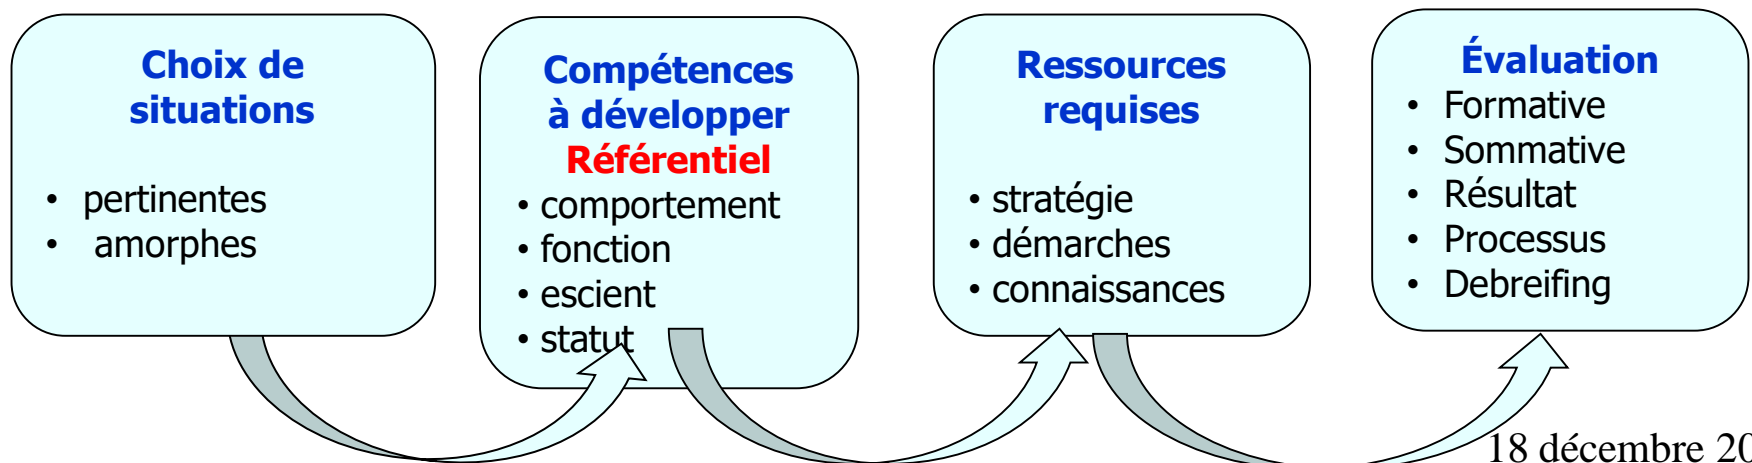 Choix de
situations
• pertinentes
• amorphes
Compétences
à développer
Référentiel
• comportement
• fonction
• escient
• statut
Ressources
requises
• stratégie
• démarches
• connaissances
Évaluation
• Formative
• Sommative
• Résultat
• Processus
• Debreifing
18 décembre 20